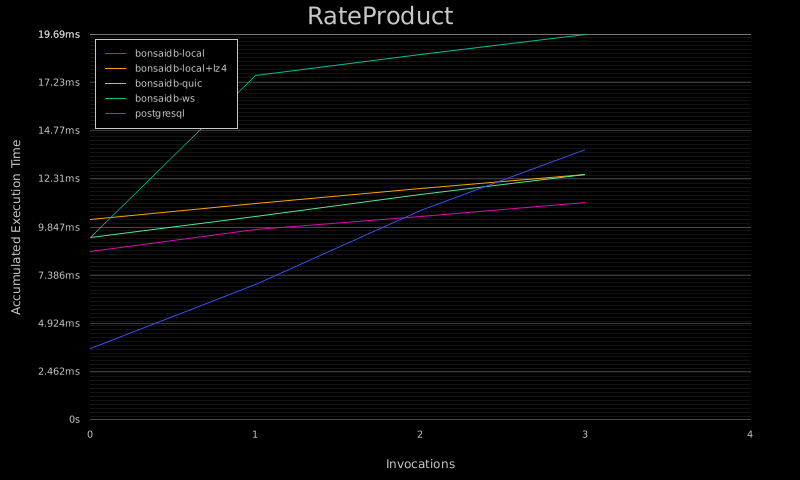 RateProduct
19.69ms
bonsaidb-local
bonsaidb-local+lz4
bonsaidb-quic
bonsaidb-ws
postgresql
17.23ms
14.77ms
12.31ms
9.847ms
7.386ms
4.924ms
2.462ms
0s
Accumulated Execution Time
0 1 2 3 4
Invocations